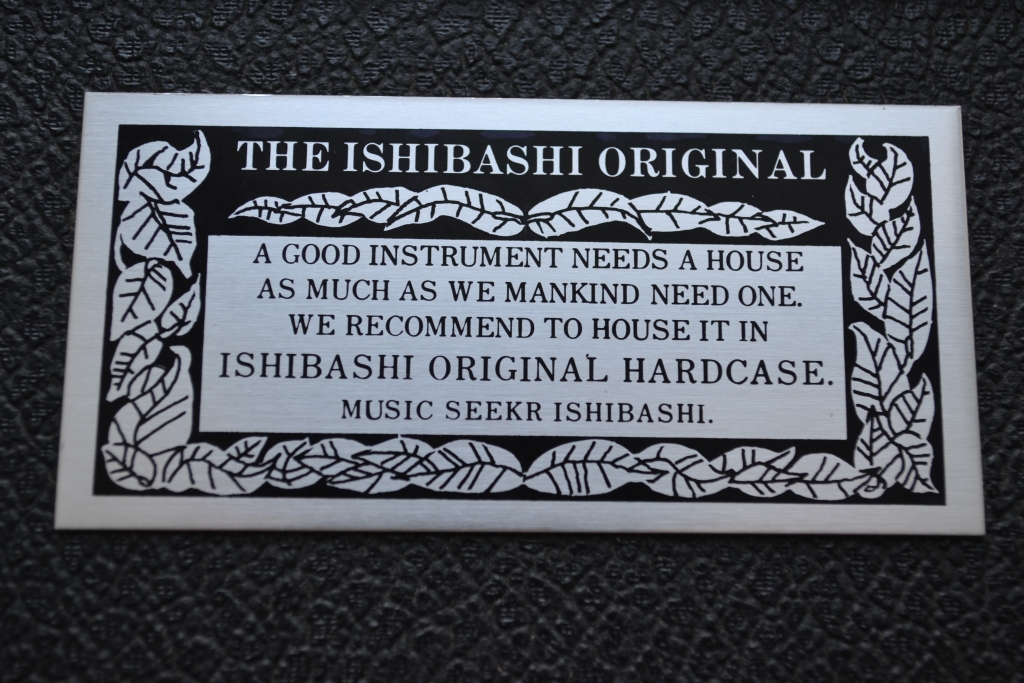 THE ISHIBASHI ORIGINAL
A GOOD INSTRUMENT NEEDS A HOUSE
AS MUCH AS WE MANKIND NEED ONE.
WE RECOMMEND TO HOUSE IT IN
ISHIBASHI ORIGINAL HARDCASE.
MUSIC SEEKR ISHIBASHI.